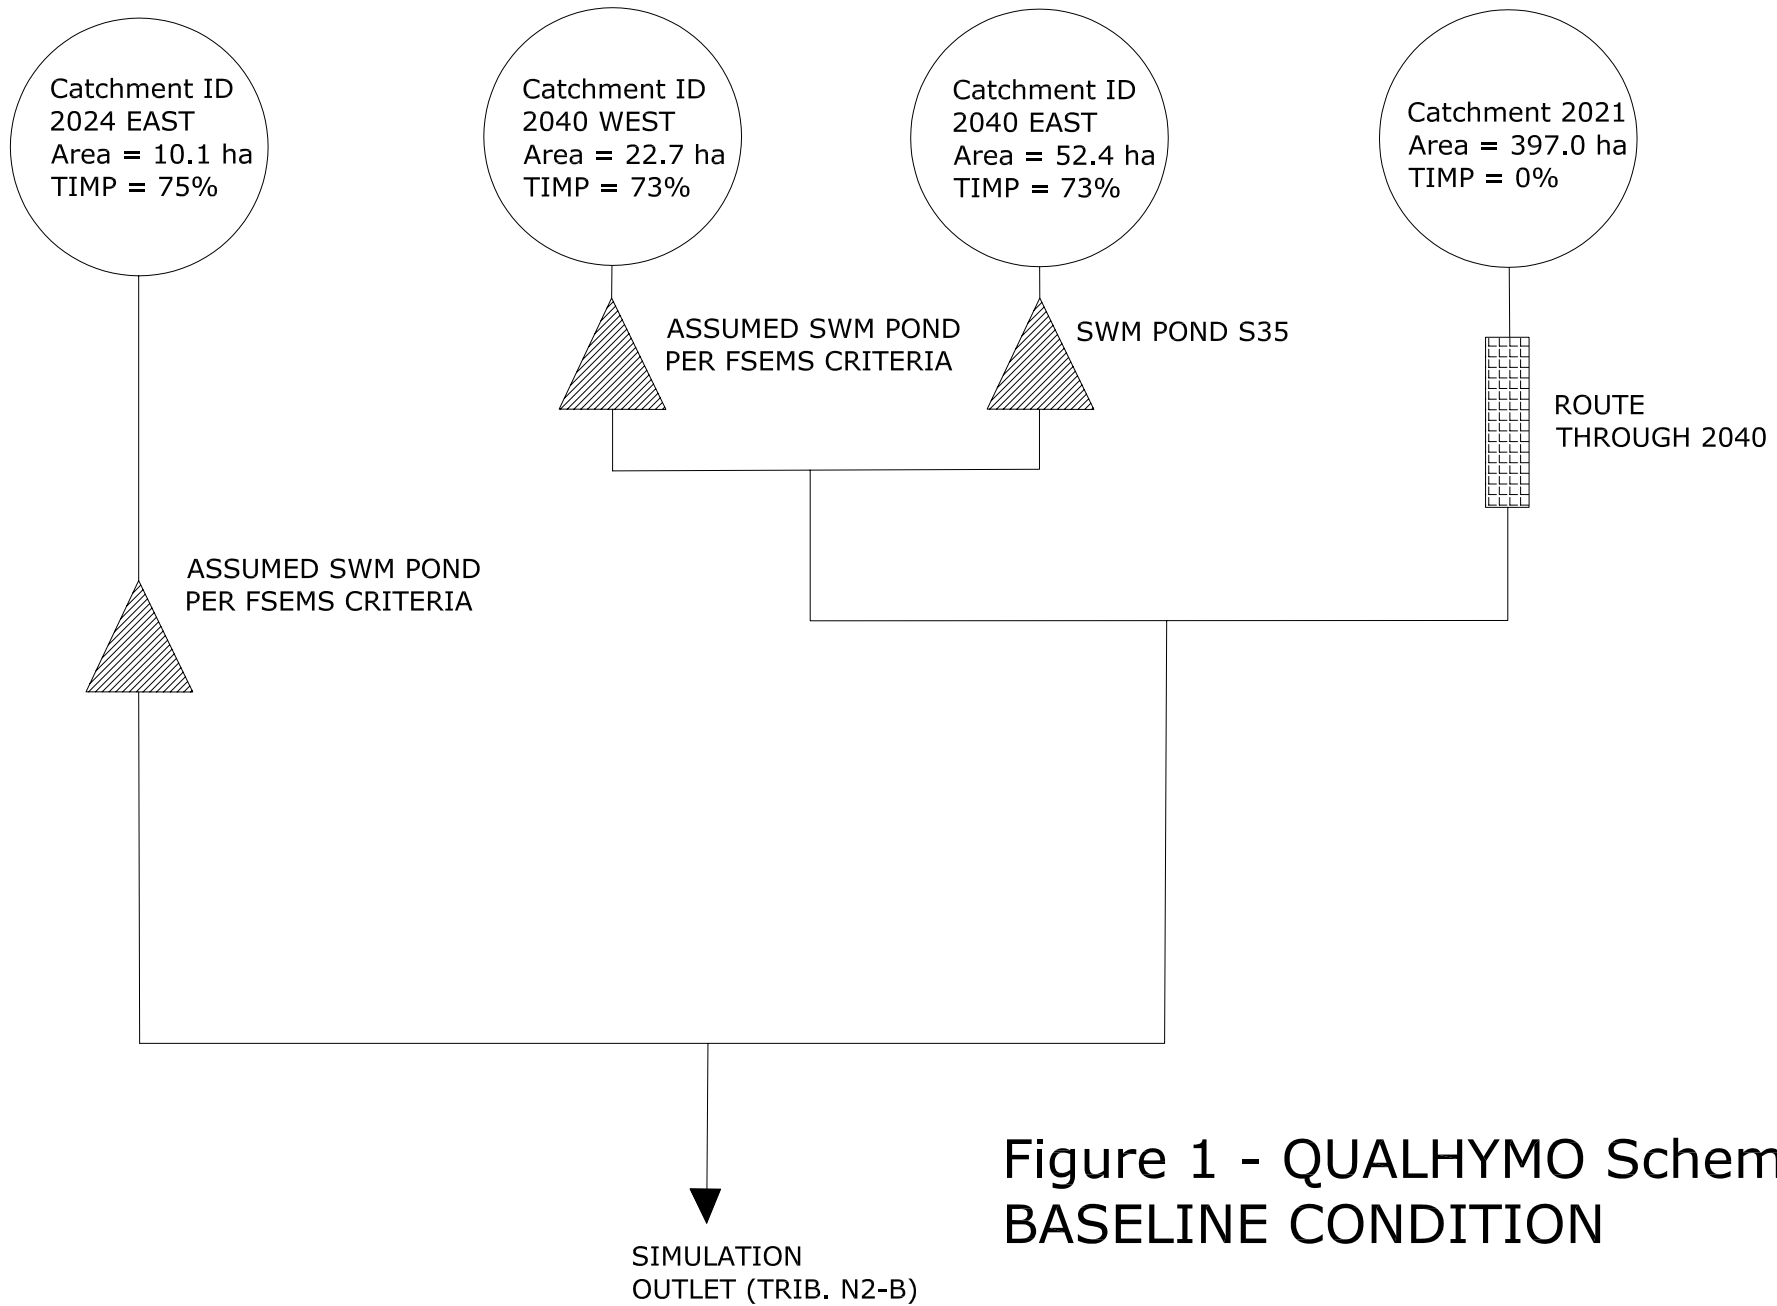 Catchment ID
2024 EAST
Area = 10.1 ha
TIMP = 75%
Catchment ID
2040 WEST
Area = 22.7 ha
TIMP = 73%
Catchment ID
2040 EAST
Area = 52.4 ha
TIMP = 73%
Catchment 2021
Area = 397.0 ha
TIMP = 0%
ASSUMED SWM POND
PER FSEMS CRITERIA
SWM POND S35
ROUTE
THROUGH 2040
ASSUMED SWM POND
PER FSEMS CRITERIA
Figure 1 - QUALHYMO Schem
BASELINE CONDITION
SIMULATION
OUTLET (TRIB. N2-B)